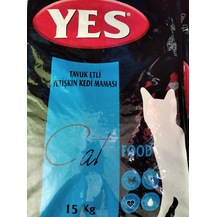 YES
TAVUK ETLİ
YETİŞKİN KEDİ MAMASI
Cat
FOOD
15 Kg